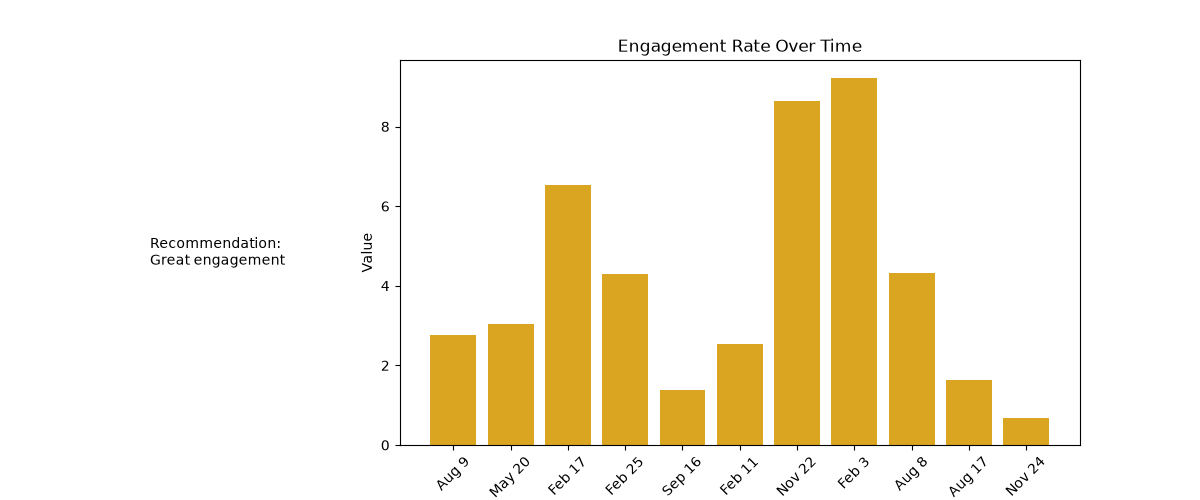 Engagement Rate Over Time
Recommendation:
Great engagement
Value
8
6
4
2
0
Aug 9
May 20
Feb 17
Feb 25
Sep 16
Feb 11
Nov 22
Feb 3
Aug 8
Aug 17
Nov 24